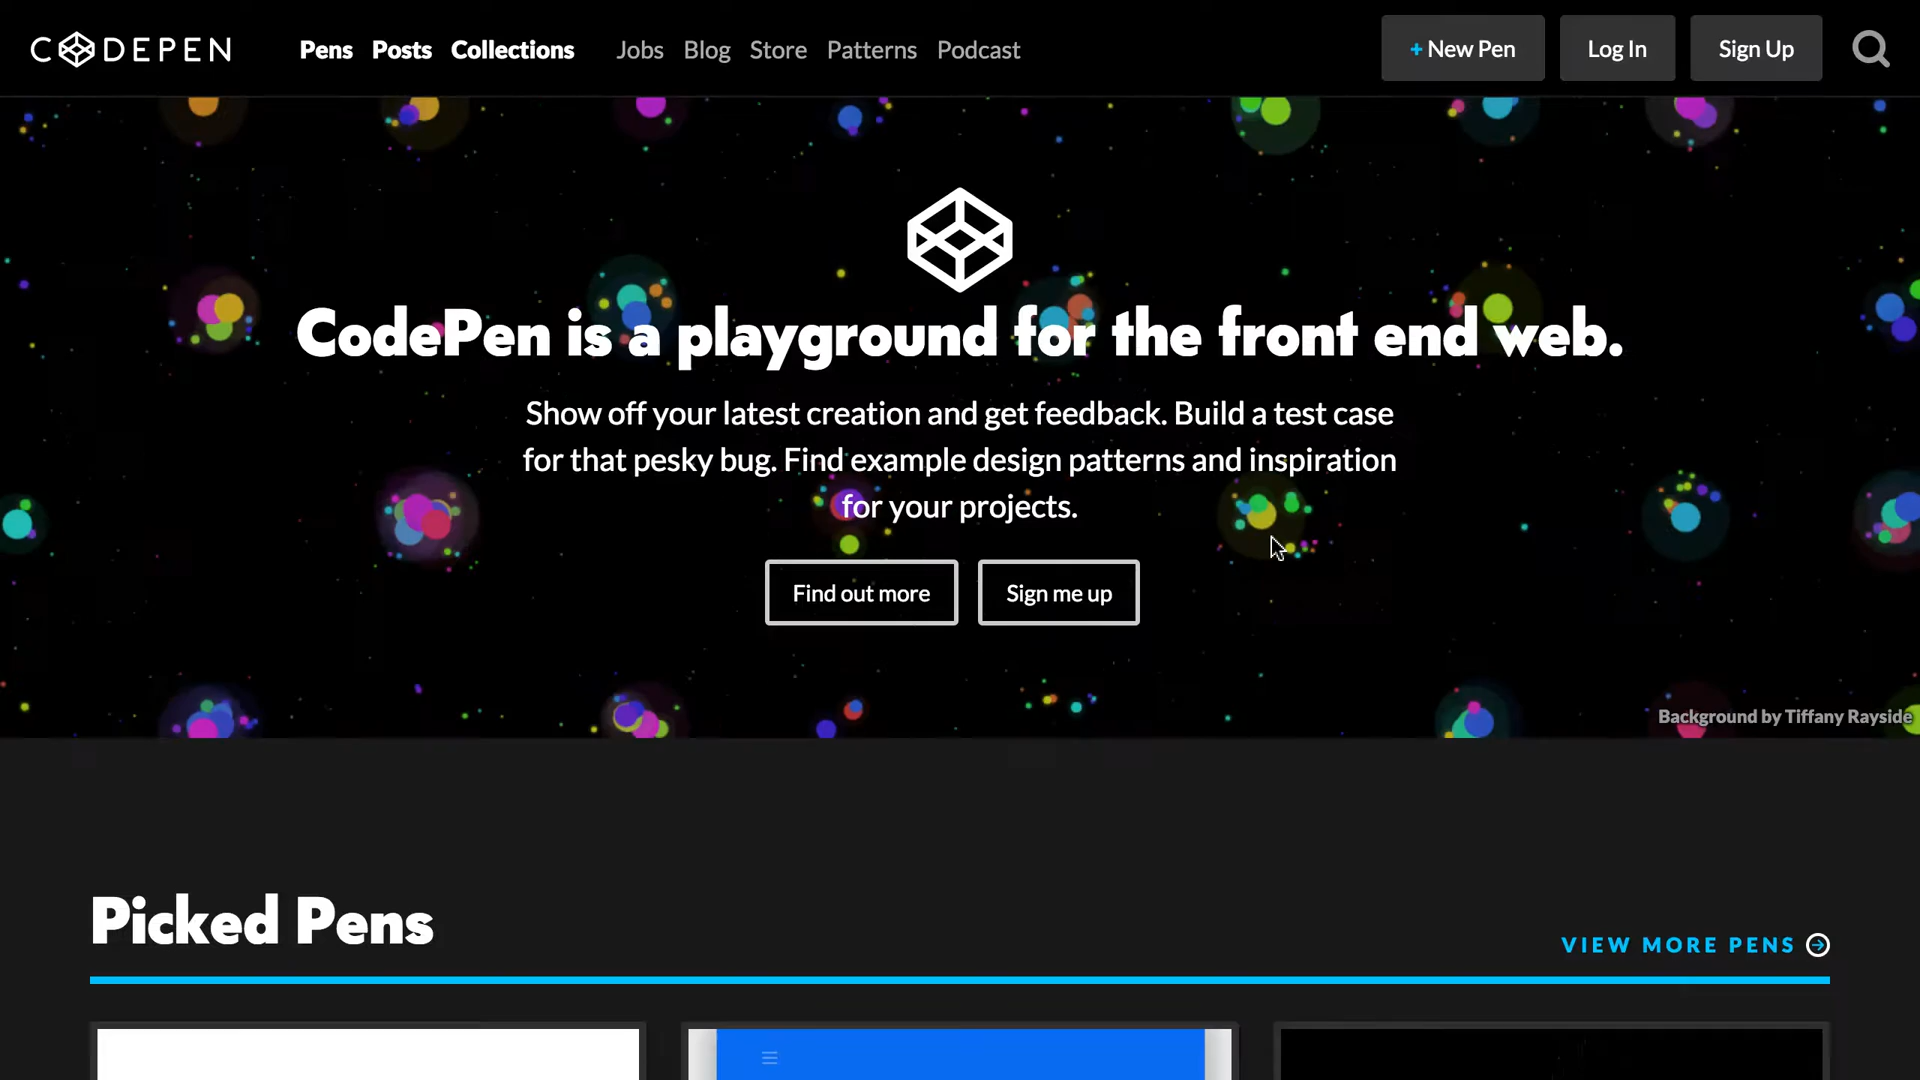 CODEPEN Pens Posts Collections Jobs Blog Store Patterns Podcast + New Pen Log In Sign Up
CodePen is a playground for the front end web.
Show off your latest creation and get feedback. Build a test case
for that pesky bug. Find example design patterns and inspiration
for your projects.
Find out more Sign me up
Background by Tiffany Rayside
Picked Pens
VIEW MORE PENS